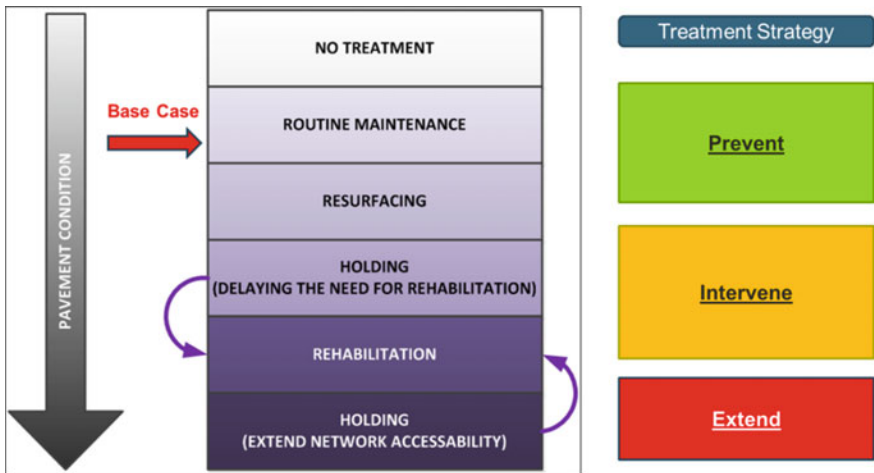 PAVEMENT CONDITION
Base Case
NO TREATMENT
ROUTINE MAINTENANCE
RESURFACING
HOLDING
(DELAYING THE NEED FOR REHABILITATION)
REHABILITATION
HOLDING
(EXTEND NETWORK ACCESSABILITY)
Treatment Strategy
Prevent
Intervene
Extend